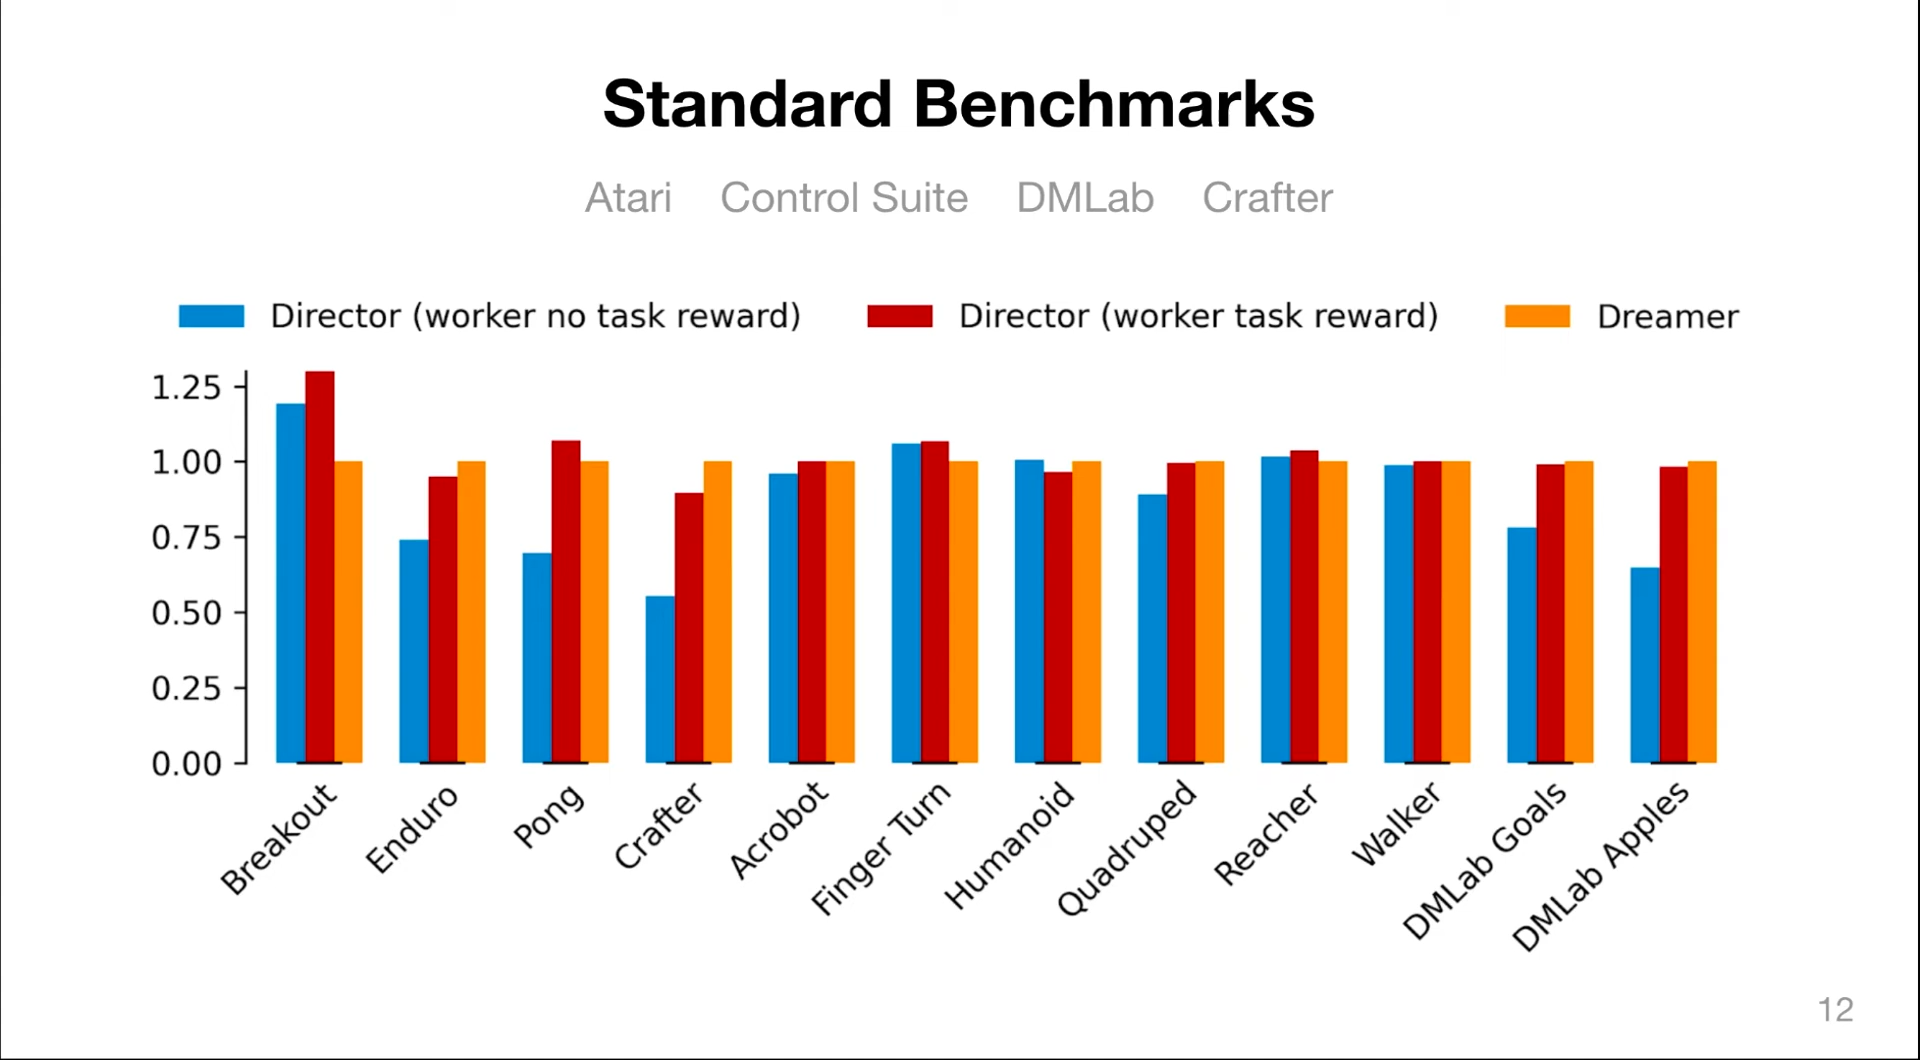 Standard Benchmarks
Atari Control Suite DMLab Crafter
Director (worker no task reward) Director (worker task reward) Dreamer
1.25
1.00
0.75
0.50
0.25
0.00
Breakout
Enduro
Pong
Crafter
Acrobot
Finger Turn
Humanoid
Quadruped
Reacher
Walker
DMLab Goals
DMLab Apples
12